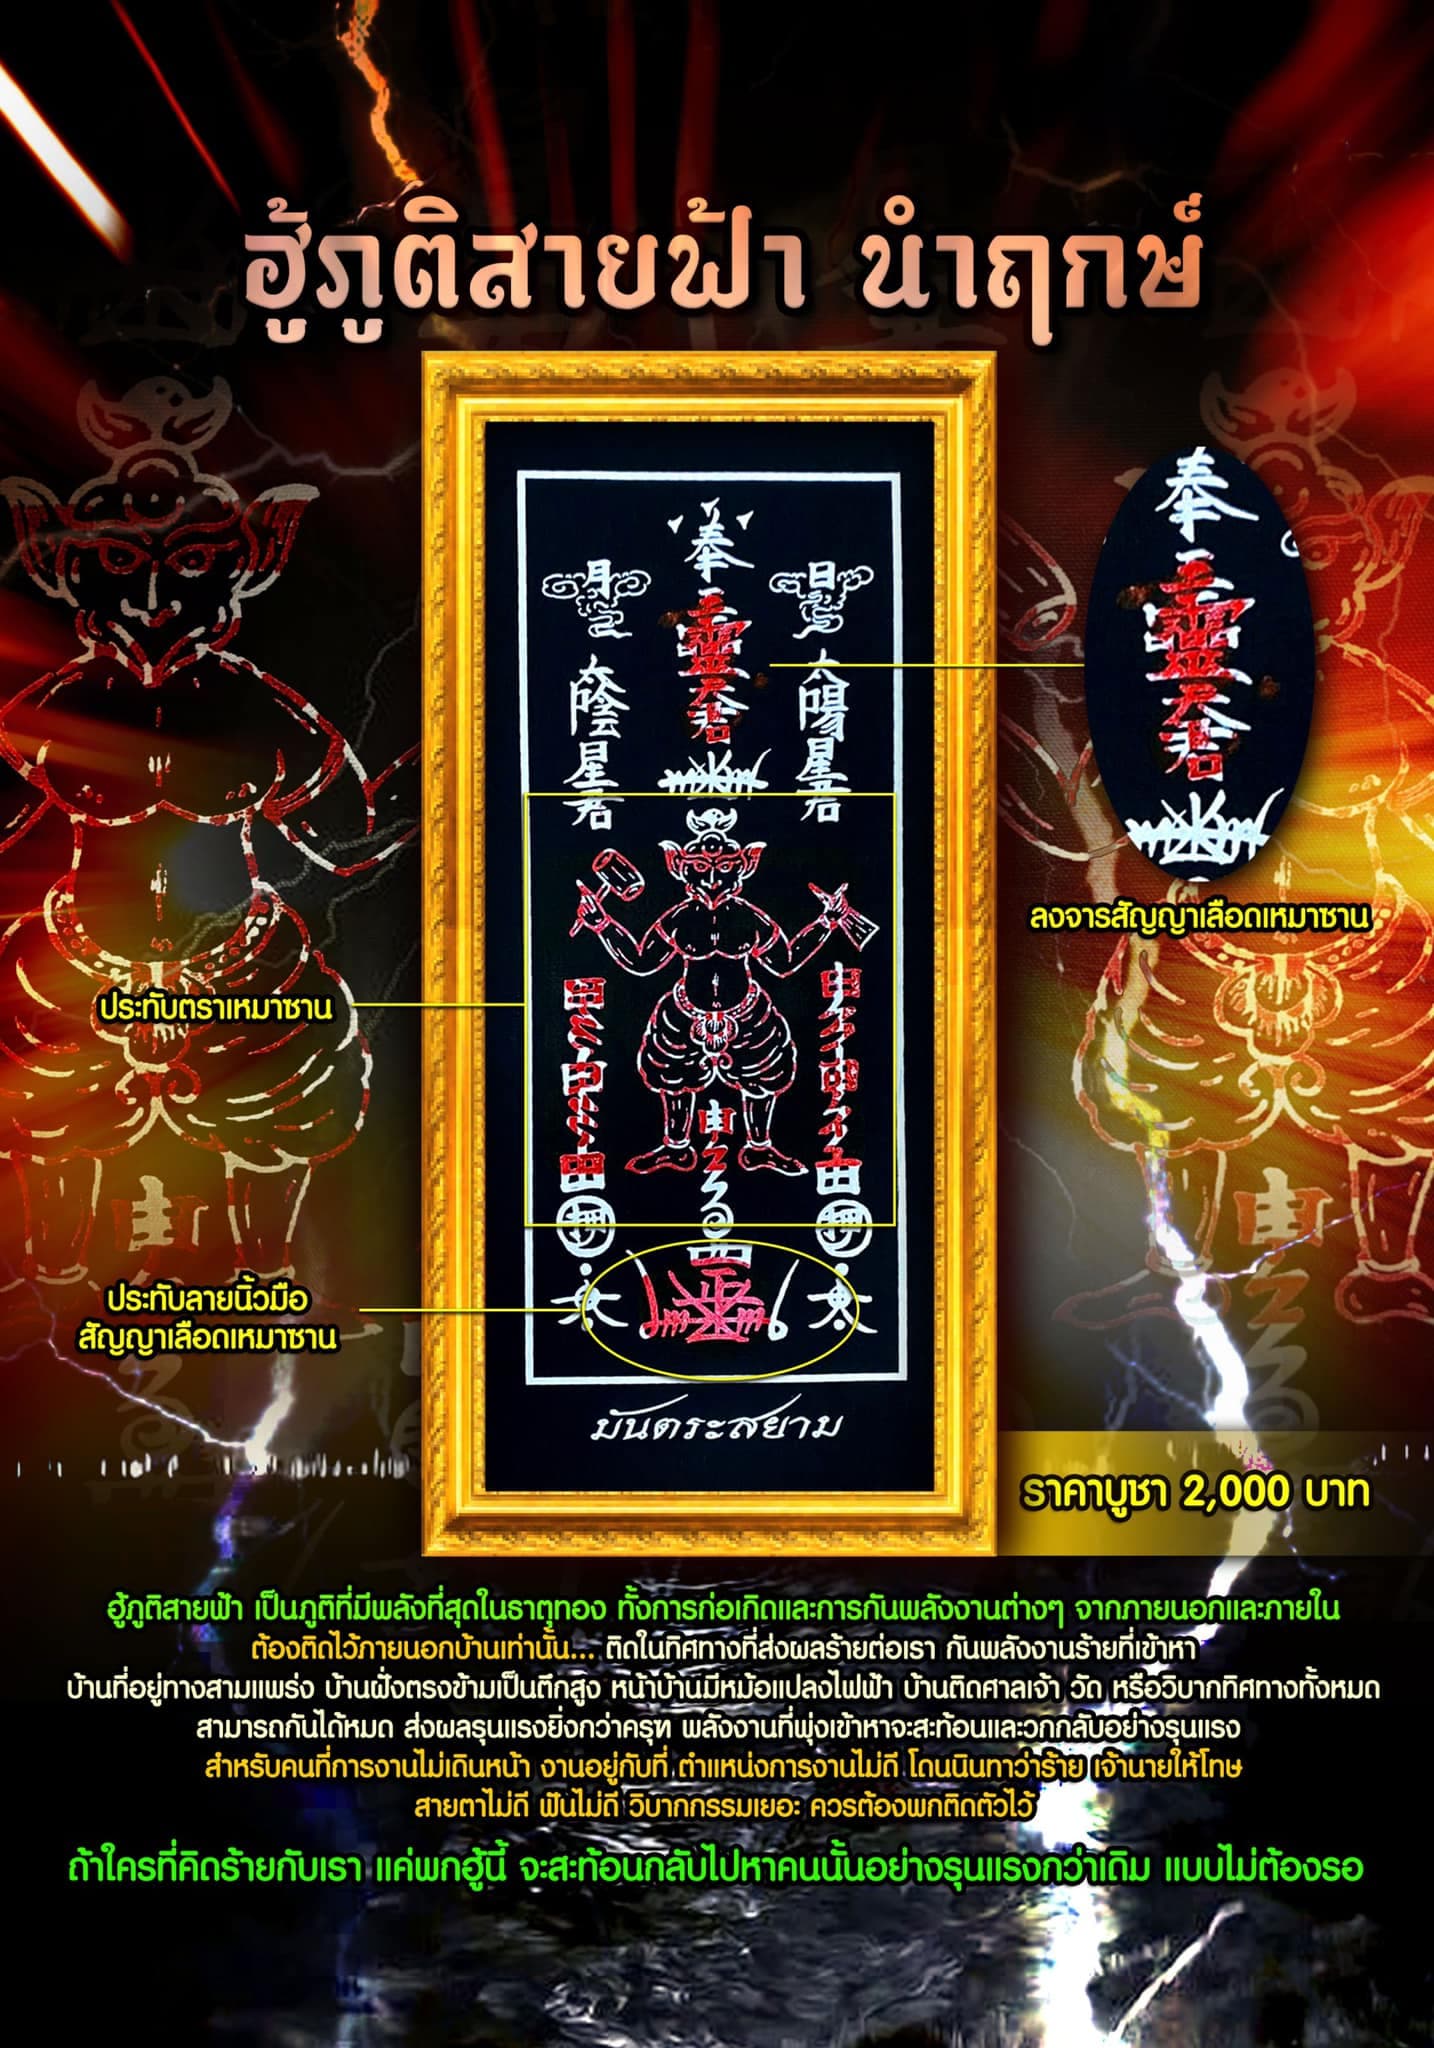 ฮู้ภูติสายฟ้า นำฤกษ์
奉
月
日
王靈天君
太陰星君
太陽星君
奉
王靈天君
ลงจารสัญญาเลือดเหมาซาน
ประทับตราเหมาซาน
ประทับลายนิ้วมือ
สัญญาเลือดเหมาซาน
มันตระสยาม
ราคาบูชา 2,000 บาท
ฮู้ภูติสายฟ้า เป็นภูติที่มีพลังที่สุดในธาตุทอง ทั้งการก่อเกิดและการกันพลังงานต่างๆ จากภายนอกและภายใน
ต้องติดไว้ภายนอกบ้านเท่านั้น... ติดในทิศทางที่ส่งผลร้ายต่อเรา กันพลังงานร้ายที่เข้าหา
บ้านที่อยู่ทางสามแพร่ง บ้านฝั่งตรงข้ามเป็นตึกสูง หน้าบ้านมีหม้อแปลงไฟฟ้า บ้านติดศาลเจ้า วัด หรือวิบากทิศทางทั้งหมด
สามารถกันได้หมด ส่งผลรุนแรงยิ่งกว่าครุฑ พลังงานที่พุ่งเข้าหาจะสะท้อนและวกกลับอย่างรุนแรง
สำหรับคนที่การงานไม่เดินหน้า งานอยู่กับที่ ตำแหน่งการงานไม่ดี โดนนินทาว่าร้าย เจ้านายให้โทษ
สายตาไม่ดี ฟันไม่ดี วิบากกรรมเยอะ ควรต้องพกติดตัวไว้
ถ้าใครที่คิดร้ายกับเรา แค่พกฮู้นี้ จะสะท้อนกลับไปหาคนนั้นอย่างรุนแรงกว่าเดิม แบบไม่ต้องรอ